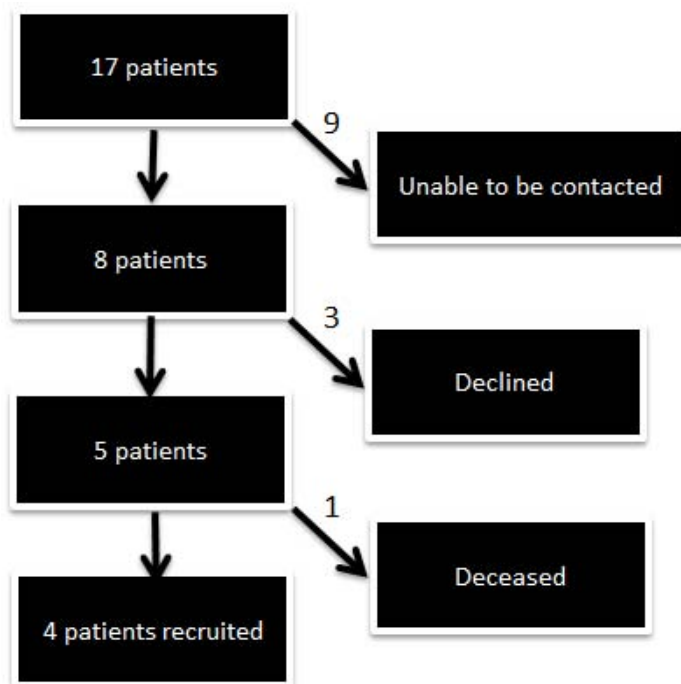 17 patients
9
Unable to be contacted
8 patients
3
Declined
5 patients
1
Deceased
4 patients recruited